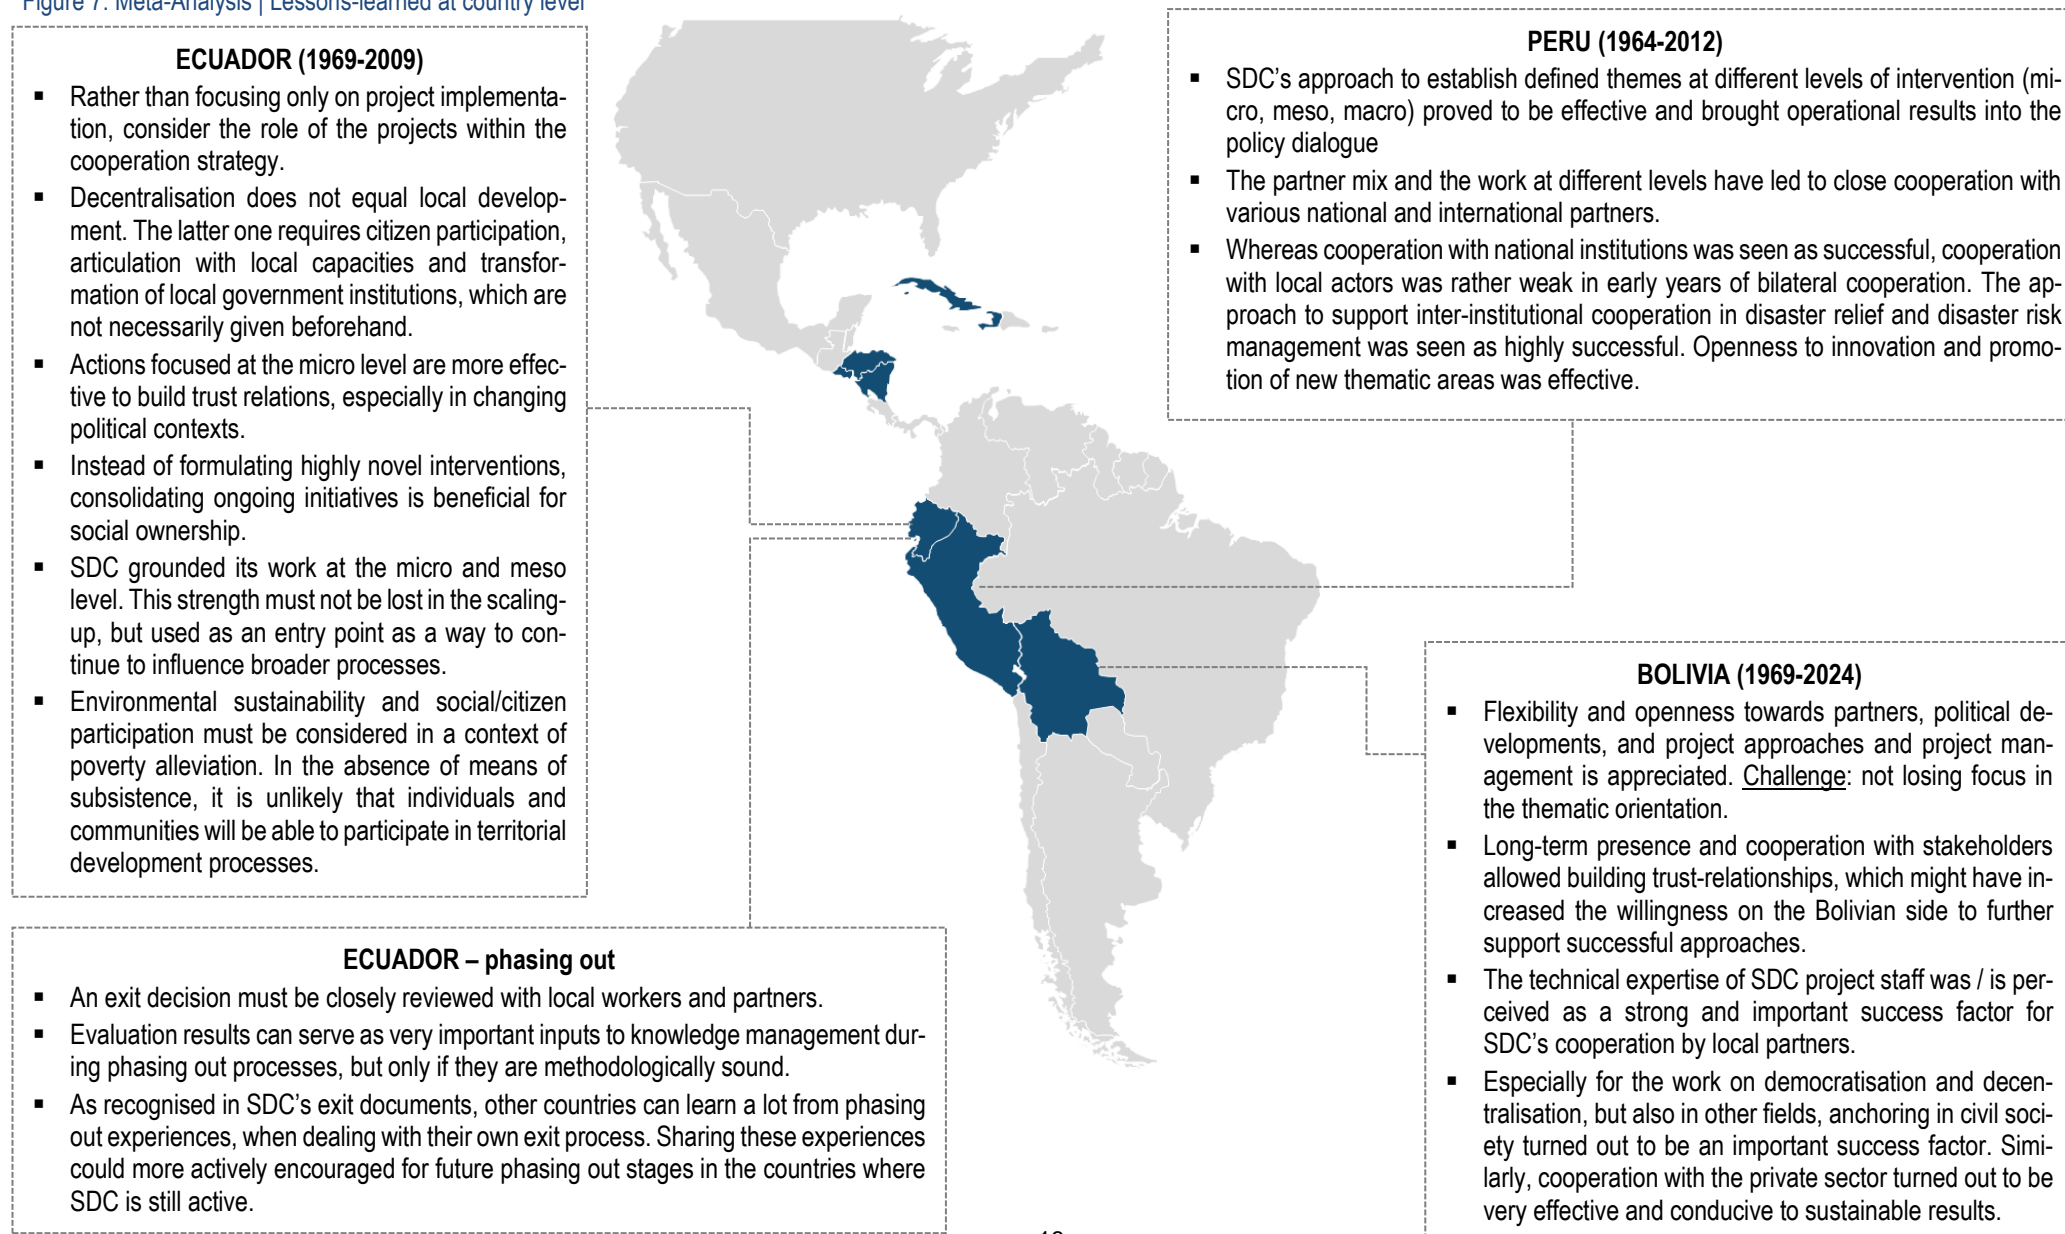 Figure 7: Meta-Analysis | Lessons-learned at country level
ECUADOR (1969-2009)
▪ Rather than focusing only on project implementa-
tion, consider the role of the projects within the
cooperation strategy.
▪ Decentralisation does not equal local develop-
ment. The latter one requires citizen participation,
articulation with local capacities and transfor-
mation of local government institutions, which are
not necessarily given beforehand.
▪ Actions focused at the micro level are more effec-
tive to build trust relations, especially in changing
political contexts.
▪ Instead of formulating highly novel interventions,
consolidating ongoing initiatives is beneficial for
social ownership.
▪ SDC grounded its work at the micro and meso
level. This strength must not be lost in the scaling-
up, but used as an entry point as a way to con-
tinue to influence broader processes.
▪ Environmental sustainability and social/citizen
participation must be considered in a context of
poverty alleviation. In the absence of means of
subsistence, it is unlikely that individuals and
communities will be able to participate in territorial
development processes.
ECUADOR – phasing out
▪ An exit decision must be closely reviewed with local workers and partners.
▪ Evaluation results can serve as very important inputs to knowledge management dur-
ing phasing out processes, but only if they are methodologically sound.
▪ As recognised in SDC's exit documents, other countries can learn a lot from phasing
out experiences, when dealing with their own exit process. Sharing these experiences
could more actively encouraged for future phasing out stages in the countries where
SDC is still active.
PERU (1964-2012)
▪ SDC's approach to establish defined themes at different levels of intervention (mi-
cro, meso, macro) proved to be effective and brought operational results into the
policy dialogue
▪ The partner mix and the work at different levels have led to close cooperation with
various national and international partners.
▪ Whereas cooperation with national institutions was seen as successful, cooperation
with local actors was rather weak in early years of bilateral cooperation. The ap-
proach to support inter-institutional cooperation in disaster relief and disaster risk
management was seen as highly successful. Openness to innovation and promo-
tion of new thematic areas was effective.
BOLIVIA (1969-2024)
▪ Flexibility and openness towards partners, political de-
velopments, and project approaches and project man-
agement is appreciated. Challenge: not losing focus in
the thematic orientation.
▪ Long-term presence and cooperation with stakeholders
allowed building trust-relationships, which might have in-
creased the willingness on the Bolivian side to further
support successful approaches.
▪ The technical expertise of SDC project staff was / is per-
ceived as a strong and important success factor for
SDC's cooperation by local partners.
▪ Especially for the work on democratisation and decen-
tralisation, but also in other fields, anchoring in civil soci-
ety turned out to be an important success factor. Simi-
larly, cooperation with the private sector turned out to be
very effective and conducive to sustainable results.